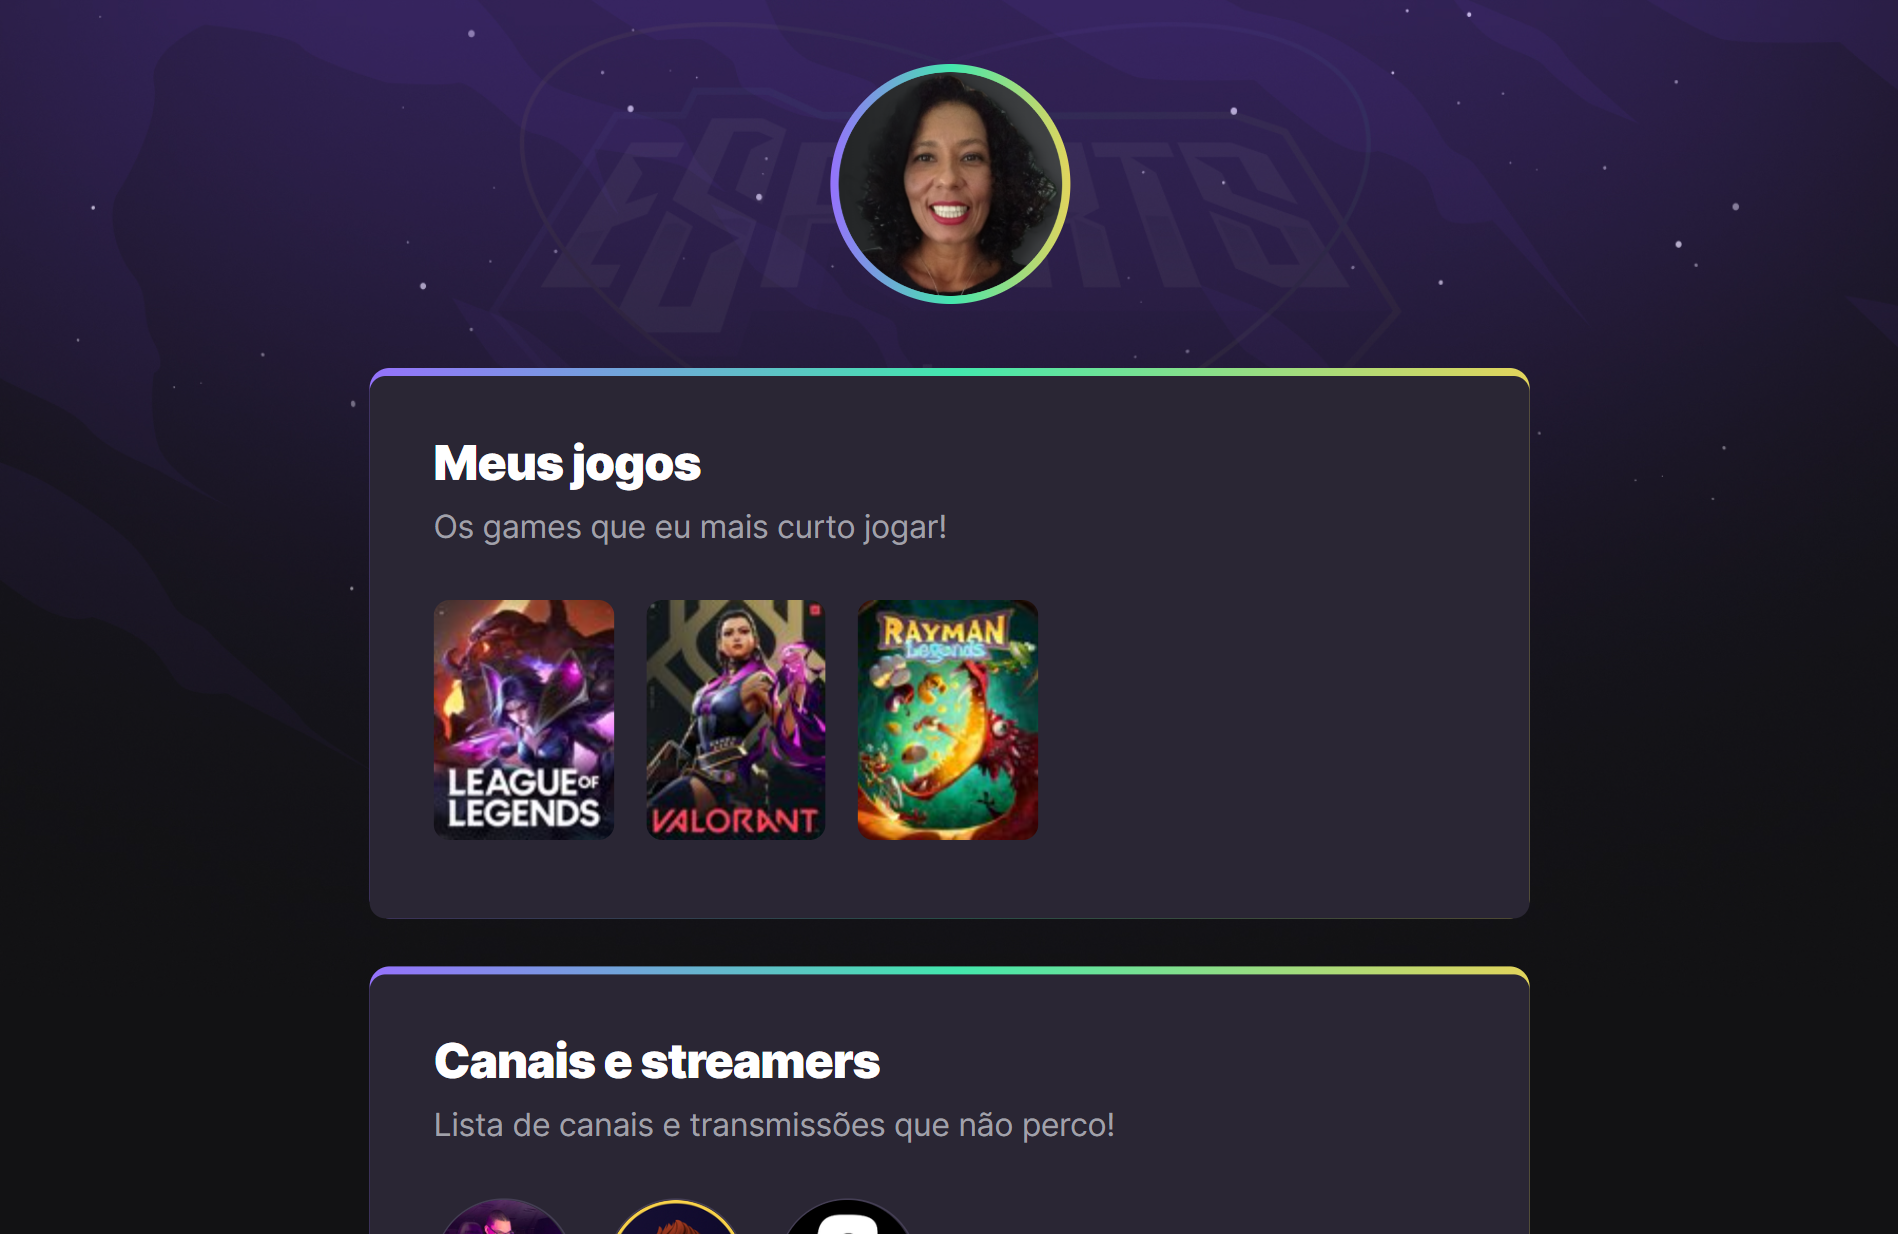 ESPORTS
Meus jogos
Os games que eu mais curto jogar!
LEAGUE OF
LEGENDS
VALORANT
RAYMAN
Legends
Canais e streamers
Lista de canais e transmissões que não perco!